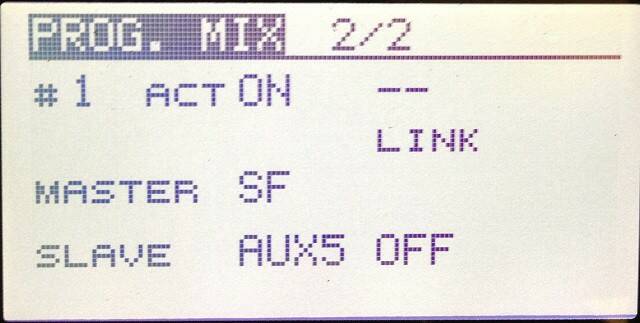 PROG. MIX 2/2
#1 ACT ON --
LINK
MASTER SF
SLAVE AUX5 OFF